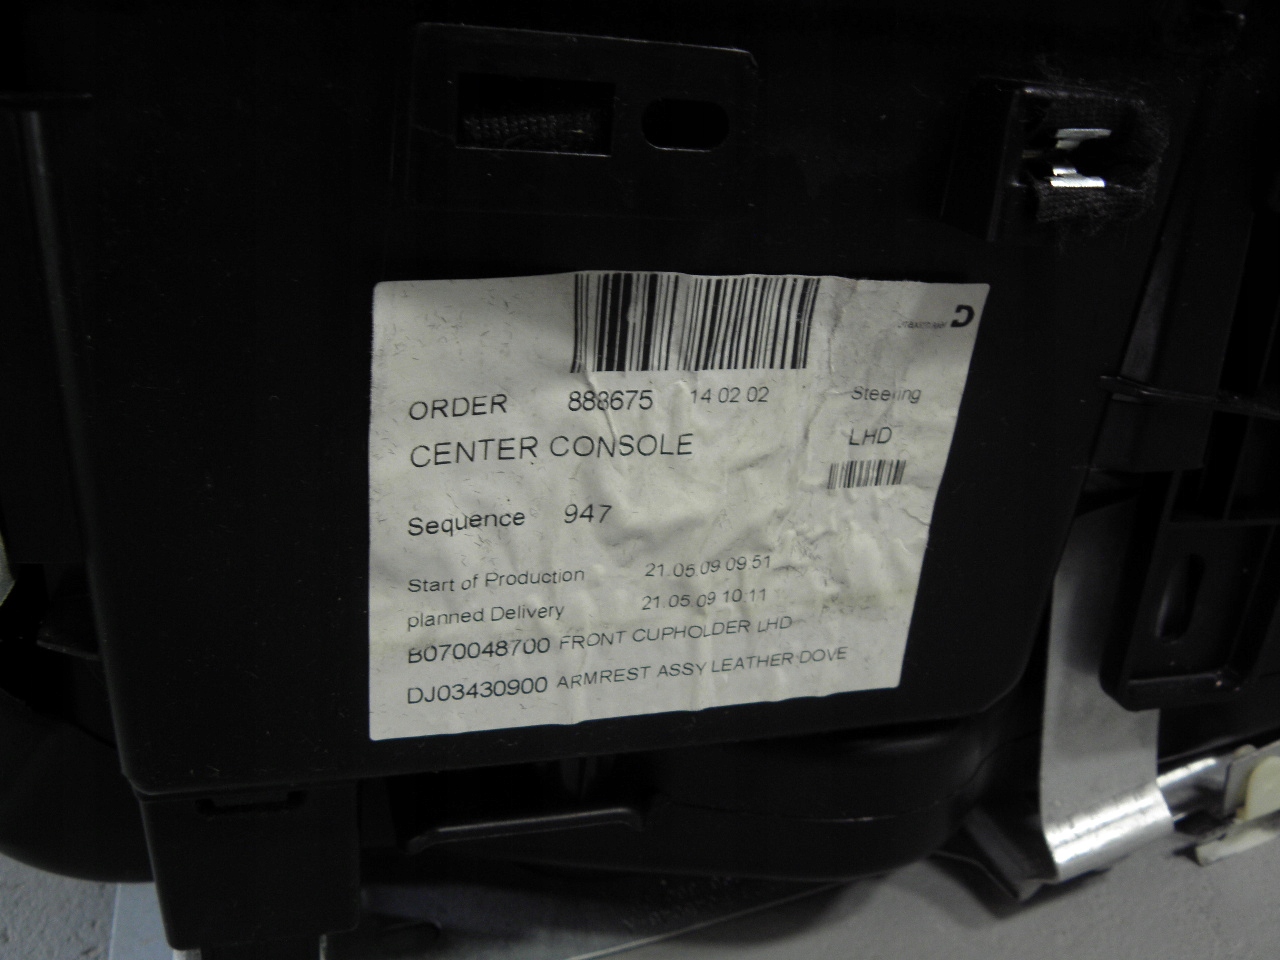 ORDER 888675 14 02 02 Steering
CENTER CONSOLE LHD
Sequence 947
Start of Production 21.05.09 09:51
planned Delivery 21.05.09 10:11
B070048700 FRONT CUPHOLDER LHD
DJ03430900 ARMREST ASSY LEATHER DOVE